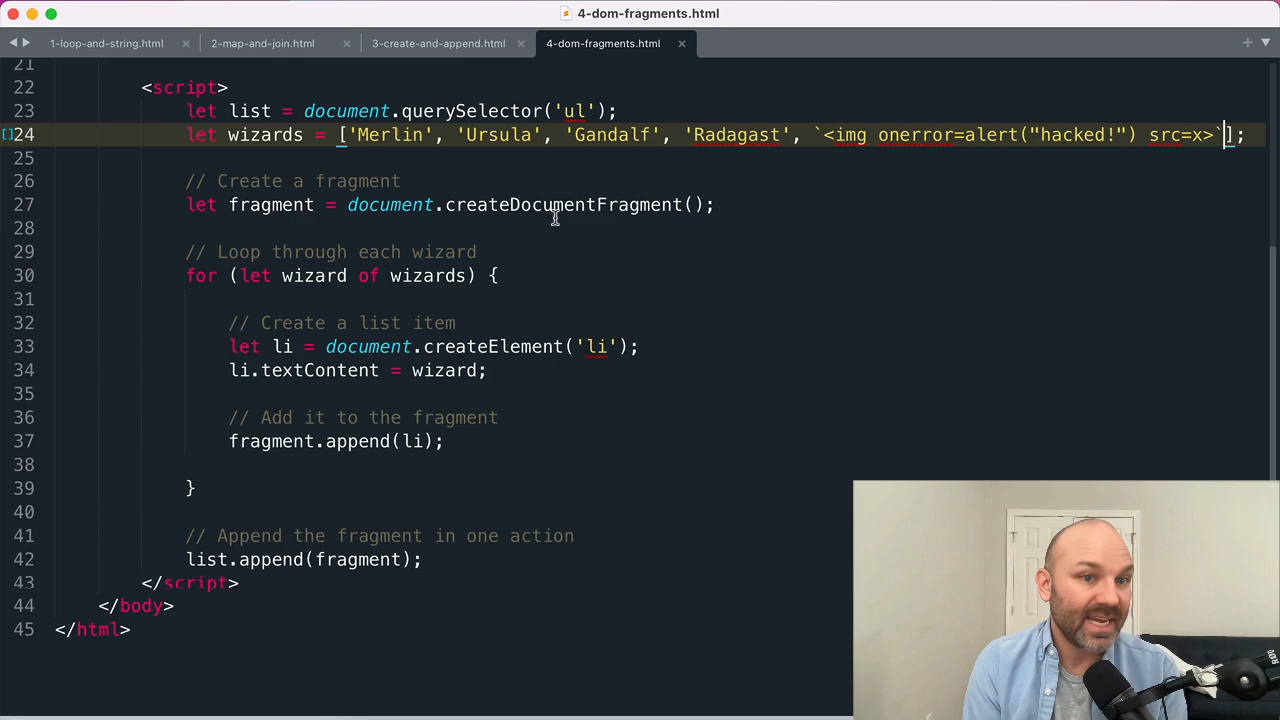 4-dom-fragments.html
1-loop-and-string.html × 2-map-and-join.html × 3-create-and-append.html × 4-dom-fragments.html ×
21
22 <script>
23 let list = document.querySelector('ul');
24 let wizards = ['Merlin', 'Ursula', 'Gandalf', 'Radagast', `<img onerror=alert("hacked!") src=x>`];
25
26 // Create a fragment
27 let fragment = document.createDocumentFragment();
28
29 // Loop through each wizard
30 for (let wizard of wizards) {
31
32 // Create a list item
33 let li = document.createElement('li');
34 li.textContent = wizard;
35
36 // Add it to the fragment
37 fragment.append(li);
38
39 }
40
41 // Append the fragment in one action
42 list.append(fragment);
43 </script>
44 </body>
45 </html>